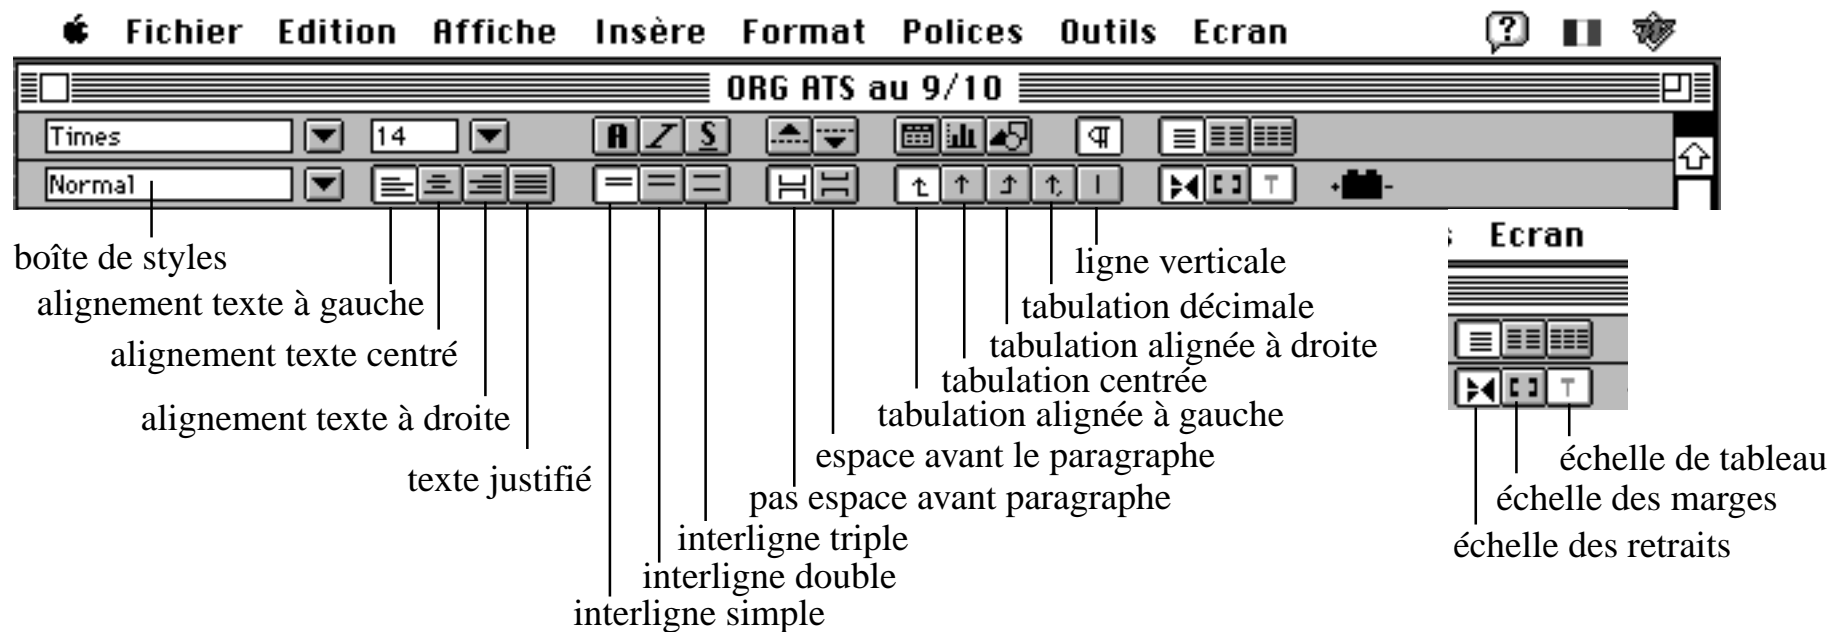 Fichier Edition Affiche Insère Format Polices Outils Ecran
ORG ATS au 9/10
Times 14 A I S
Normal
boîte de styles
alignement texte à gauche
alignement texte centré
alignement texte à droite
texte justifié
interligne simple
interligne double
interligne triple
pas espace avant paragraphe
espace avant le paragraphe
tabulation alignée à gauche
tabulation centrée
tabulation alignée à droite
tabulation décimale
ligne verticale
s Ecran
T
échelle de tableau
échelle des marges
échelle des retraits